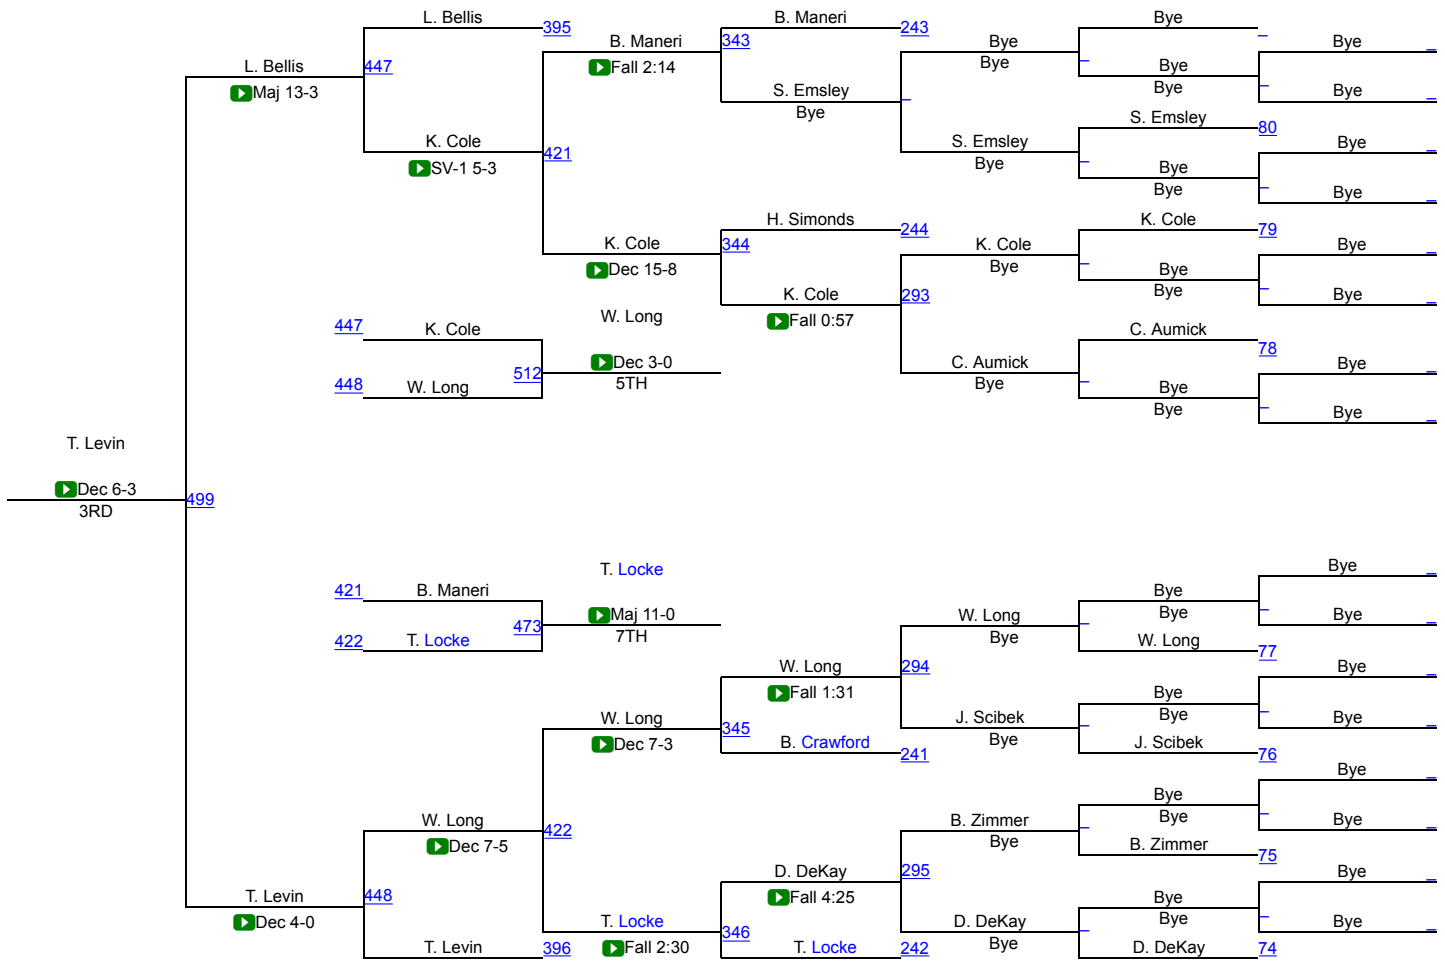 L. Bellis
395
B. Maneri
243
Bye
_
B. Maneri
343
Bye
Bye
Bye
_
L. Bellis
447
Fall 2:14
_
Bye
Bye
_
Bye
_
Maj 13-3
S. Emsley
Bye
_
S. Emsley
80
K. Cole
421
SV-1 5-3
S. Emsley
Bye
_
Bye
Bye
_
Bye
_
Bye
_
H. Simonds
244
K. Cole
79
K. Cole
344
Dec 15-8
K. Cole
Bye
_
Bye
Bye
_
Bye
_
Bye
_
K. Cole
293
Fall 0:57
W. Long
447
K. Cole
C. Aumick
78
512
Dec 3-0
5TH
448
W. Long
C. Aumick
Bye
_
Bye
Bye
_
Bye
_
Bye
_
T. Levin
Dec 6-3
3RD
499
T. Locke
421
B. Maneri
473
Maj 11-0
7TH
422
T. Locke
Bye
_
Bye
Bye
_
Bye
_
W. Long
Bye
_
W. Long
77
W. Long
294
Fall 1:31
Bye
_
Bye
Bye
_
Bye
_
W. Long
345
Dec 7-3
J. Scibek
Bye
_
B. Crawford
241
J. Scibek
76
Bye
_
Bye
Bye
_
Bye
_
W. Long
422
Dec 7-5
B. Zimmer
Bye
_
B. Zimmer
75
D. DeKay
295
Fall 4:25
Bye
_
T. Levin
448
Dec 4-0
Bye
Bye
_
Bye
_
T. Locke
346
Fall 2:30
D. DeKay
Bye
_
T. Levin
396
T. Locke
242
D. DeKay
74